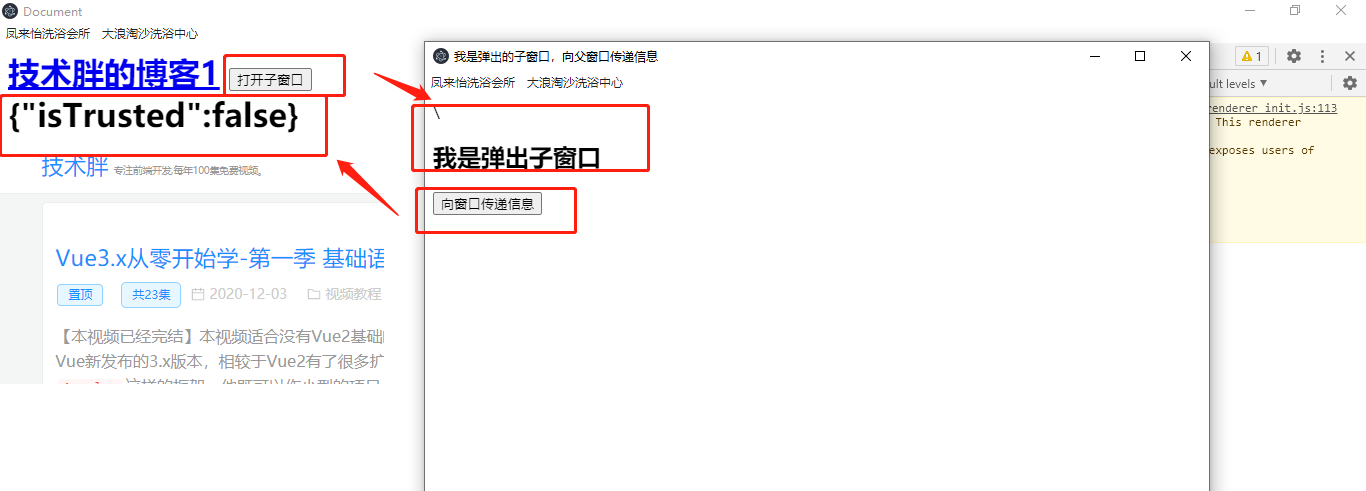 Document
凤来怡洗浴会所 大浪淘沙洗浴中心
技术胖的博客1 打开子窗口
{"isTrusted":false}
技术胖 专注前端开发,每年100集免费视频。
Vue3.x从零开始学-第一季 基础语
置顶 共23集 2020-12-03 视频教程
【本视频已经完结】本视频适合没有Vue2基础
Vue新发布的3.x版本，相较于Vue2有了很多扩
我是弹出的子窗口，向父窗口传递信息
凤来怡洗浴会所 大浪淘沙洗浴中心
\
我是弹出子窗口
向窗口传递信息
1
ult levels ▼
renderer init.js:113
This renderer
exposes users of